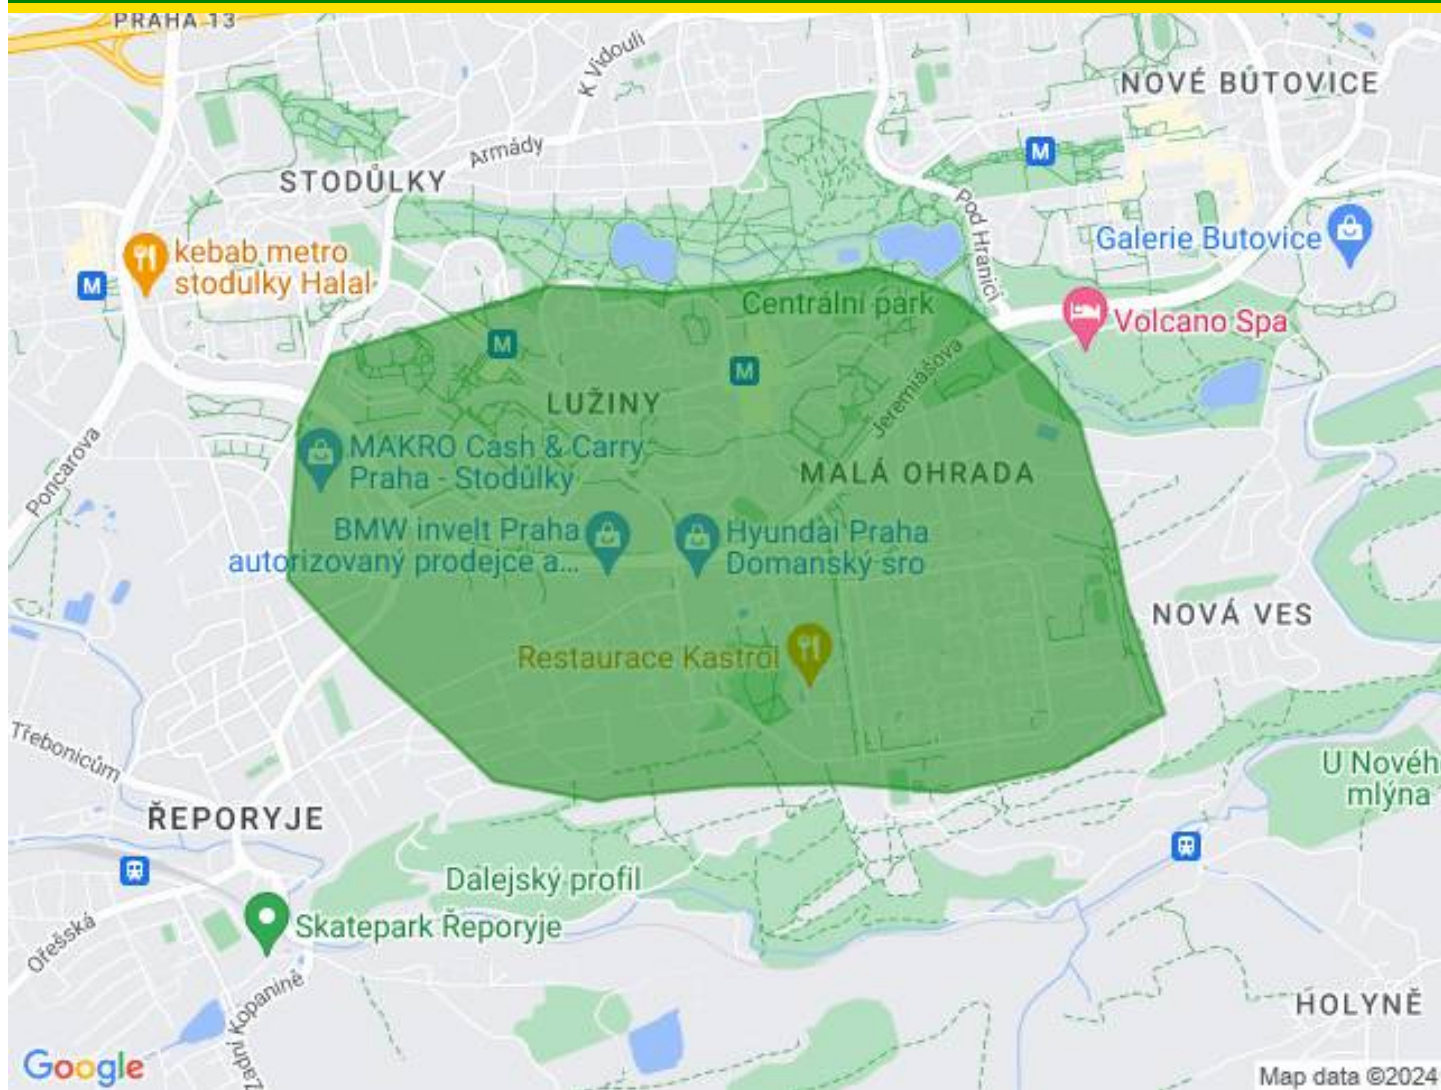 PRAHA 13
K Vidouli
NOVÉ BUTOVICE
Armády
STODŮLKY
Pod Hranicí
Galerie Butovice
kebab metro
stodulky Halal
Centrální park
Volcano Spa
Jeremiášova
LUŽINY
MAKRO Cash & Carry
Praha - Stodůlky
MALÁ OHRADA
Poncarova
BMW invelt Praha
autorizovaný prodejce a...
Hyundai Praha
Domanský sro
NOVÁ VES
Restaurace Kastrol
Třebonicům
U Novéh
mlýna
ŘEPORYJE
Dalejský profil
Skatepark Řeporyje
Ořešská
Zadní Kopanině
HOLYNĚ
Google
Map data ©2024
M
M
M
M